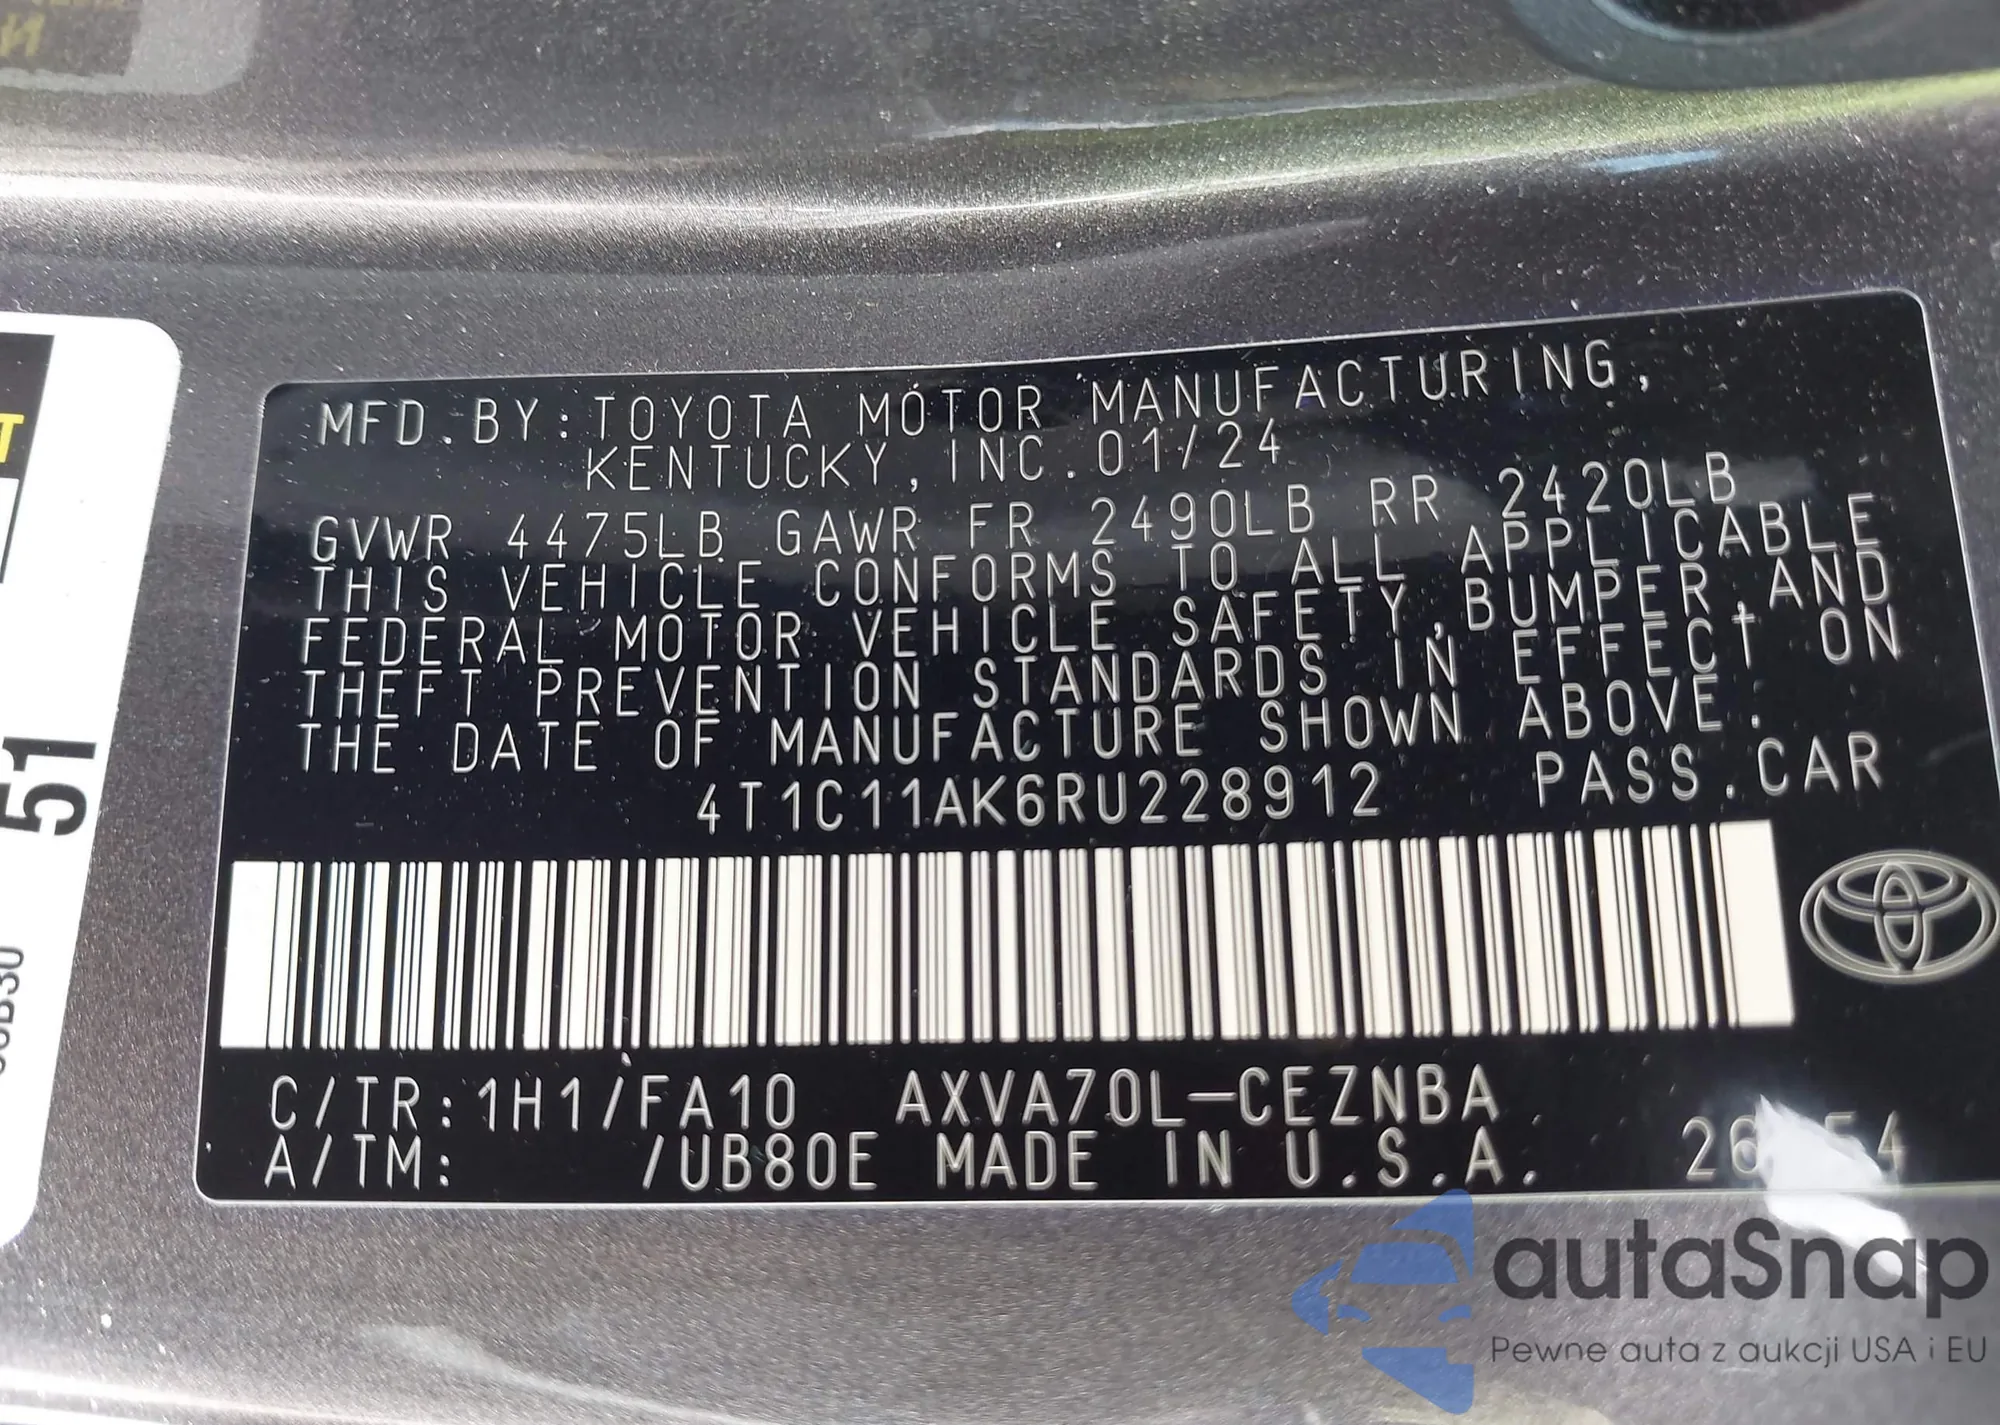 MFD.BY:TOYOTA MOTOR MANUFACTURING,
KENTUCKY,INC.01/24
GVWR 4475LB GAWR FR 2490LB RR 2420LB
THIS VEHICLE CONFORMS TO ALL APPLICABLE
FEDERAL MOTOR VEHICLE SAFETY,BUMPER,AND
THEFT PREVENTION STANDARDS IN EFFECT ON
THE DATE OF MANUFACTURE SHOWN ABOVE.
4T1C11AK6RU228912 PASS.CAR
C/TR:1H1/FA10 AXVA70L-CEZNBA
A/TM: /UB80E MADE IN U.S.A.
51
autaSnap
Pewne auta z aukcji USA i EU